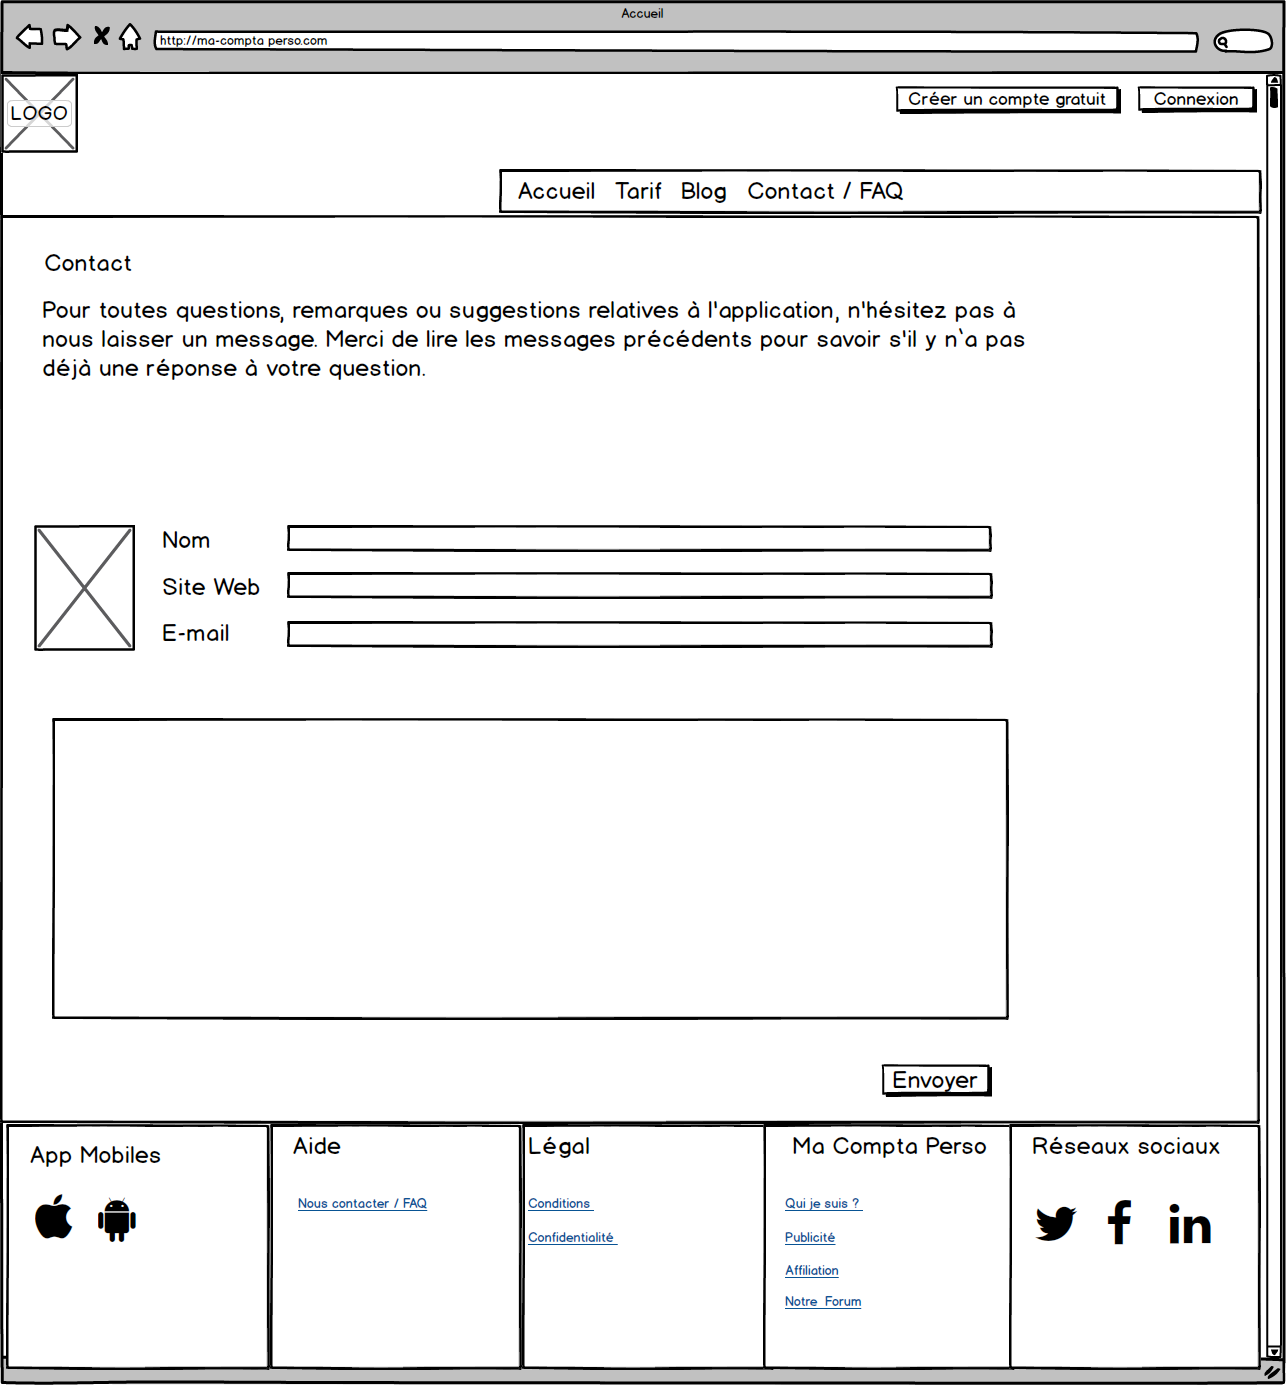 Accueil
http://ma-compta perso.com
LOGO
Créer un compte gratuit
Connexion
Accueil Tarif Blog Contact / FAQ
Contact
Pour toutes questions, remarques ou suggestions relatives à l'application, n'hésitez pas à
nous laisser un message. Merci de lire les messages précédents pour savoir s'il y n`a pas
déjà une réponse à votre question.
Nom
Site Web
E-mail
Envoyer
App Mobiles
Aide
Nous contacter / FAQ
Légal
Conditions
Confidentialité
Ma Compta Perso
Qui je suis ?
Publicité
Affiliation
Notre Forum
Réseaux sociaux